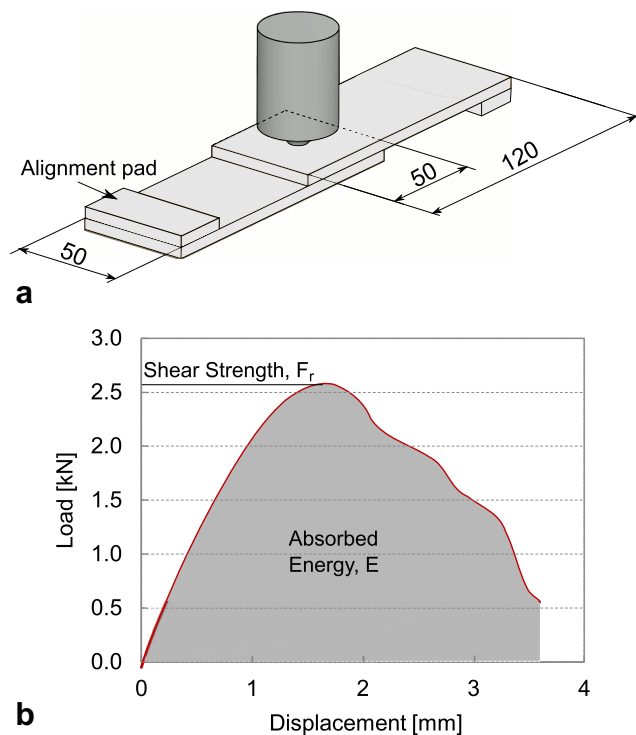 Alignment pad
50
50
120
a
3.0
Shear Strength, Fr
2.5
2.0
1.5
1.0
0.5
0.0
Load [kN]
Absorbed
Energy, E
0 1 2 3 4
Displacement [mm]
b